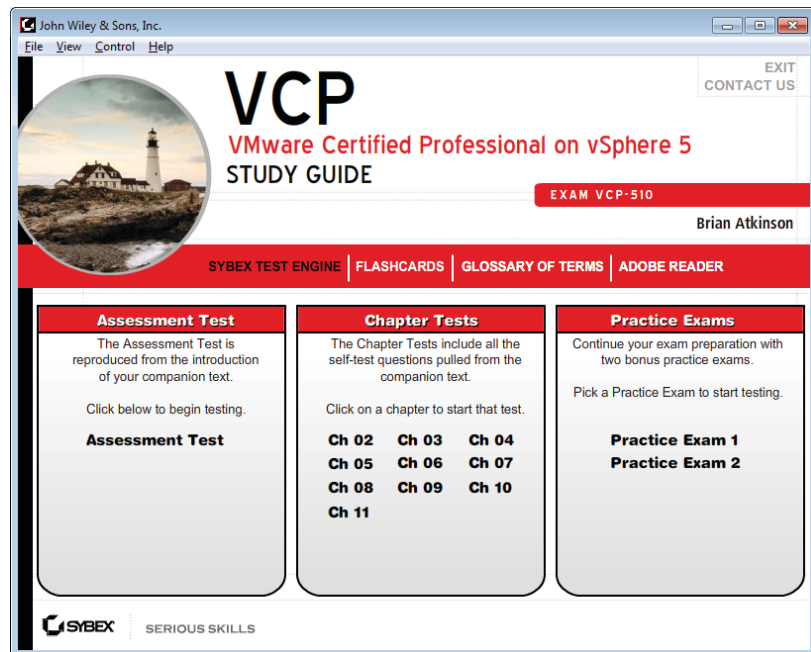 John Wiley & Sons, Inc.
File View Control Help
EXIT
CONTACT US
VCP
VMware Certified Professional on vSphere 5
STUDY GUIDE
EXAM VCP-510
Brian Atkinson
SYBEX TEST ENGINE FLASHCARDS GLOSSARY OF TERMS ADOBE READER
Assessment Test
The Assessment Test is
reproduced from the introduction
of your companion text.
Click below to begin testing.
Assessment Test
Chapter Tests
The Chapter Tests include all the
self-test questions pulled from the
companion text.
Click on a chapter to start that test.
Ch 02 Ch 03 Ch 04
Ch 05 Ch 06 Ch 07
Ch 08 Ch 09 Ch 10
Ch 11
Practice Exams
Continue your exam preparation with
two bonus practice exams.
Pick a Practice Exam to start testing.
Practice Exam 1
Practice Exam 2
SYBEX SERIOUS SKILLS